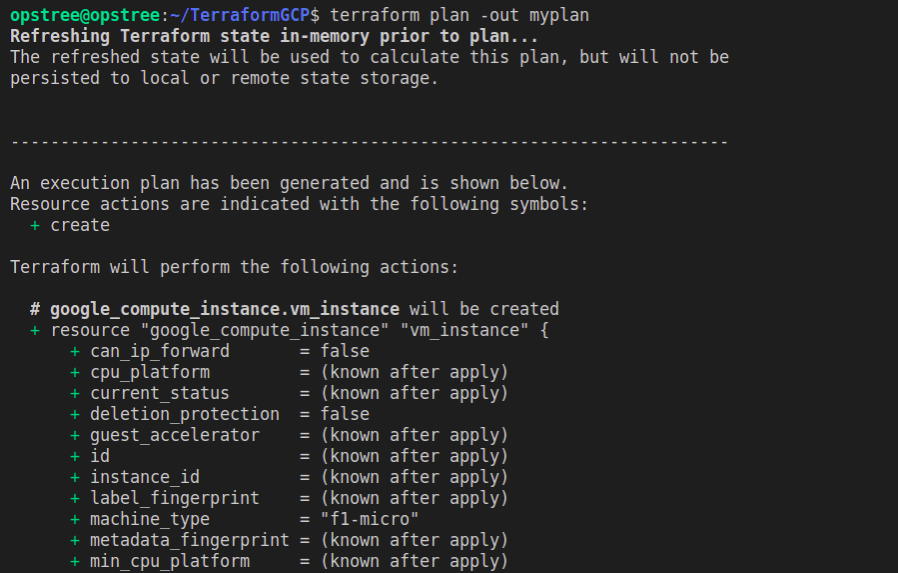 opstree@opstree:~/TerraformGCP$ terraform plan -out myplan
Refreshing Terraform state in-memory prior to plan...
The refreshed state will be used to calculate this plan, but will not be
persisted to local or remote state storage.
------------------------------------------------------------------------
An execution plan has been generated and is shown below.
Resource actions are indicated with the following symbols:
  + create
Terraform will perform the following actions:
  # google_compute_instance.vm_instance will be created
  + resource "google_compute_instance" "vm_instance" {
      + can_ip_forward       = false
      + cpu_platform         = (known after apply)
      + current_status       = (known after apply)
      + deletion_protection  = false
      + guest_accelerator    = (known after apply)
      + id                   = (known after apply)
      + instance_id          = (known after apply)
      + label_fingerprint    = (known after apply)
      + machine_type         = "f1-micro"
      + metadata_fingerprint = (known after apply)
      + min_cpu_platform     = (known after apply)